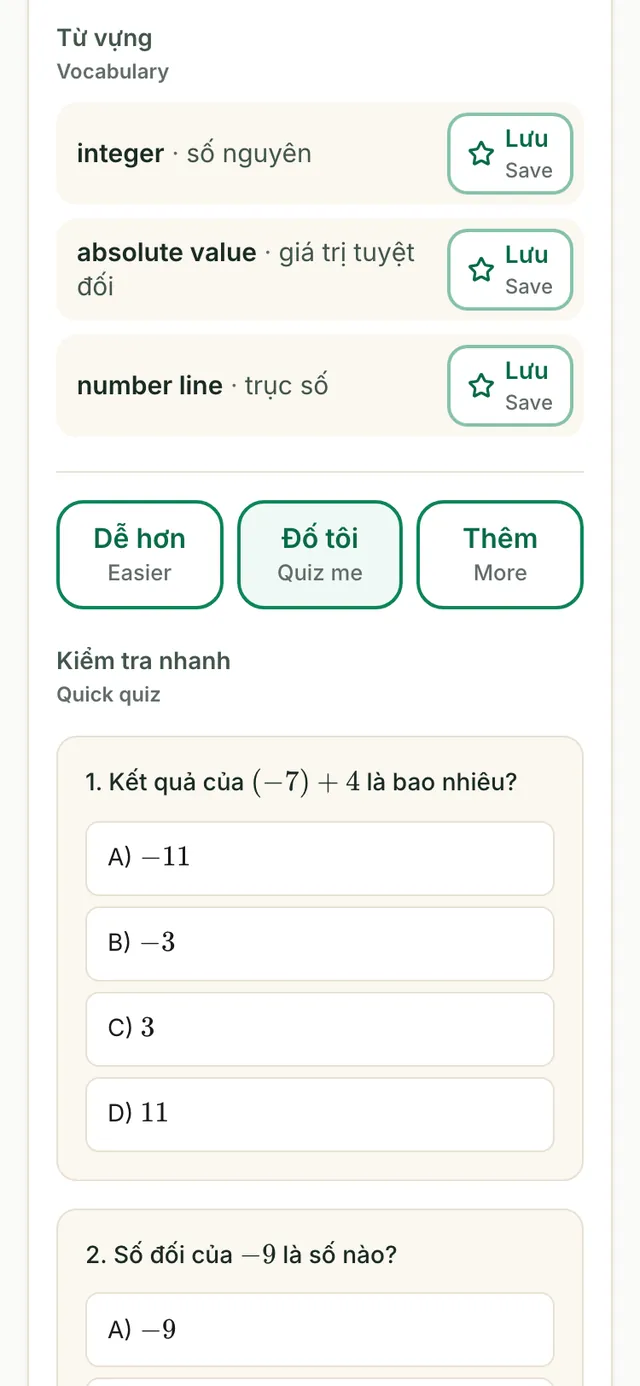 Từ vựng
Vocabulary
integer · số nguyên
Lưu
Save
absolute value · giá trị tuyệt
đối
Lưu
Save
number line · trục số
Lưu
Save
Dễ hơn
Easier
Đố tôi
Quiz me
Thêm
More
Kiểm tra nhanh
Quick quiz
1. Kết quả của (−7) + 4 là bao nhiêu?
A) −11
B) −3
C) 3
D) 11
2. Số đối của −9 là số nào?
A) −9